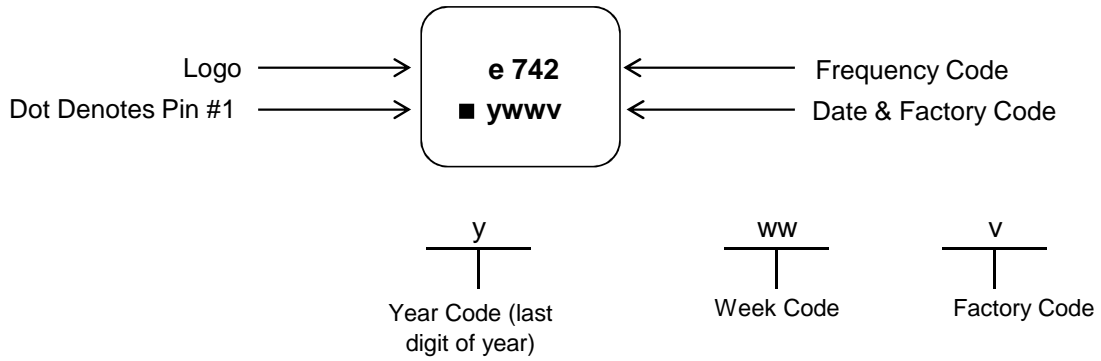 Logo
e 742
Frequency Code
Dot Denotes Pin #1
■ ywwv
Date & Factory Code
y
ww
v
Year Code (last
digit of year)
Week Code
Factory Code